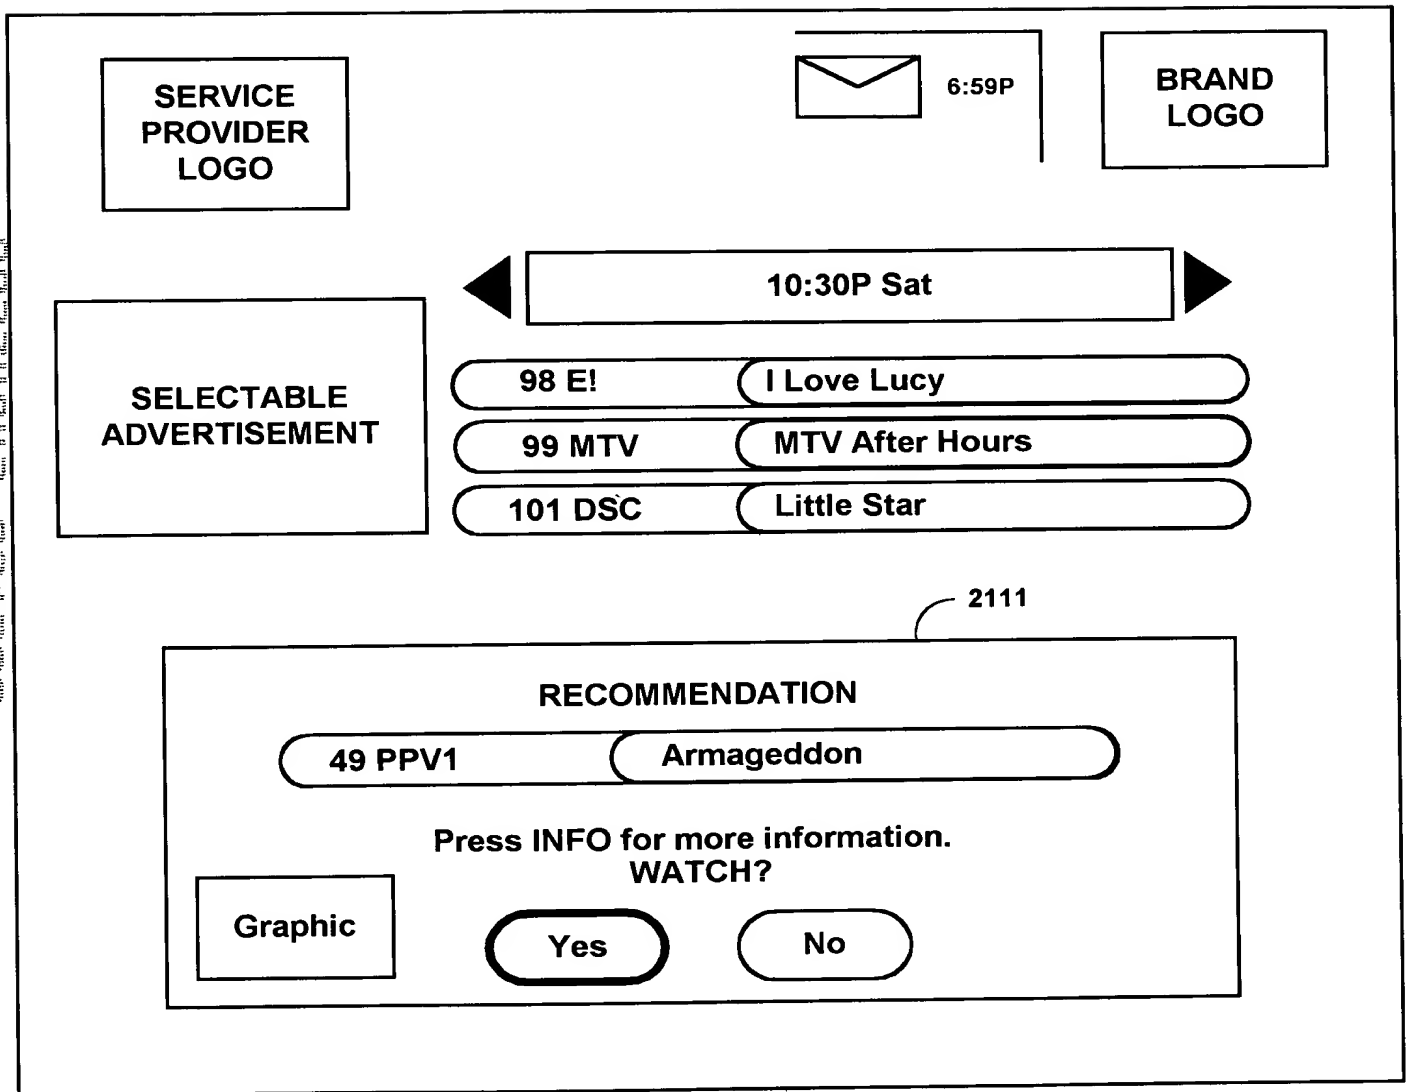 SERVICE
PROVIDER
LOGO
6:59P
BRAND
LOGO
10:30P Sat
SELECTABLE
ADVERTISEMENT
98 E! I Love Lucy
99 MTV MTV After Hours
101 DSC Little Star
2111
RECOMMENDATION
49 PPV1 Armageddon
Press INFO for more information.
WATCH?
Graphic
Yes
No